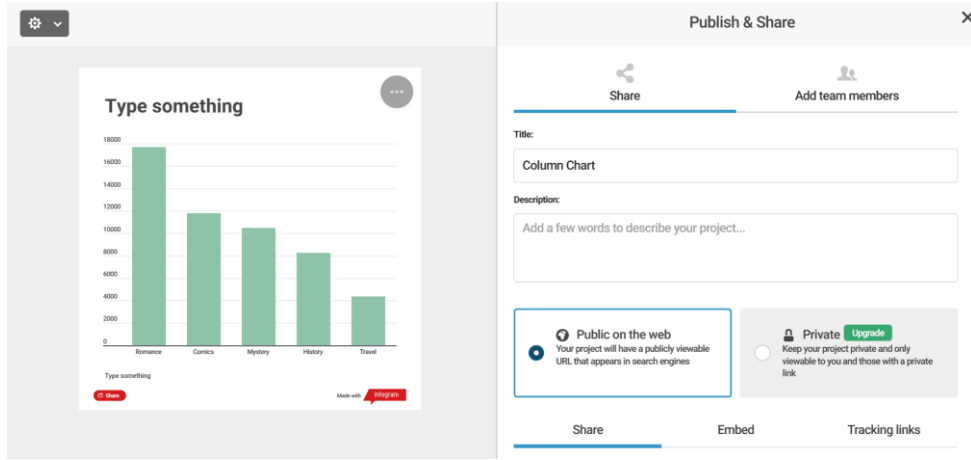 Publish & Share
Share
Add team members
Type something
18000
16000
14000
12000
10000
8000
6000
4000
2000
0
Romance Comics Mystery History Travel
Type something
Share
Made with infogram
Title:
Column Chart
Description:
Add a few words to describe your project...
Public on the web
Your project will have a publicly viewable
URL that appears in search engines
Private Upgrade
Keep your project private and only
viewable to you and those with a private
link
Share Embed Tracking links